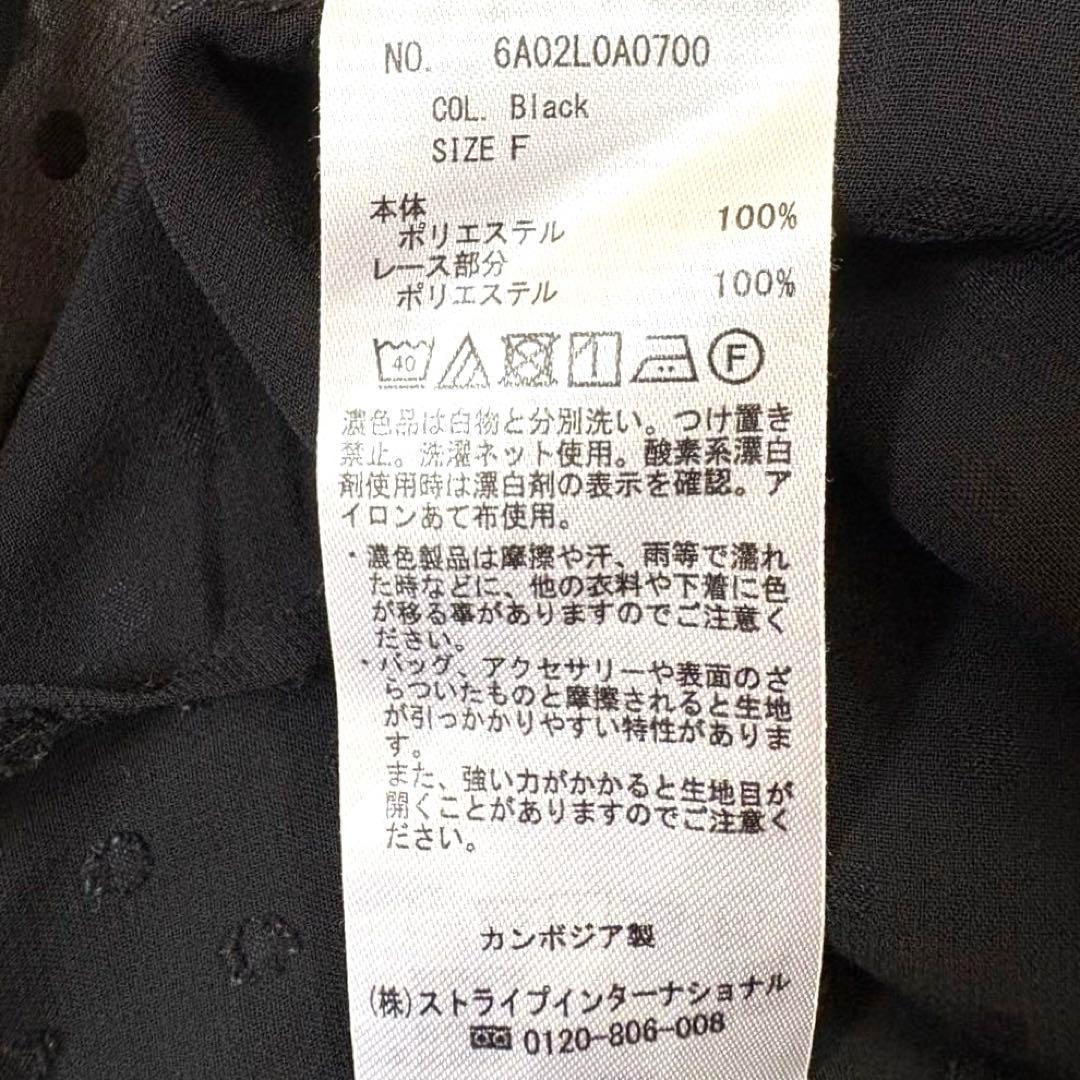 NO. 6A02L0A0700
COL. Black
SIZE F
本体
ポリエステル 100%
レース部分
ポリエステル 100%
40 F
濃色品は白物と分別洗い。つけ置き
禁止。洗濯ネット使用。酸素系漂白
剤使用時は漂白剤の表示を確認。ア
イロンあて布使用。
・濃色製品は摩擦や汗、雨等で濡れ
た時などに、他の衣料や下着に色
が移る事がありますのでご注意く
ださい。
・バッグ、アクセサリーや表面のざ
らついたものと摩擦されると生地
が引っかかりやすい特性がありま
す。
また、強い力がかかると生地目が
開くことがありますのでご注意く
ださい。
カンボジア製
(株)ストライプインターナショナル
0120-806-008